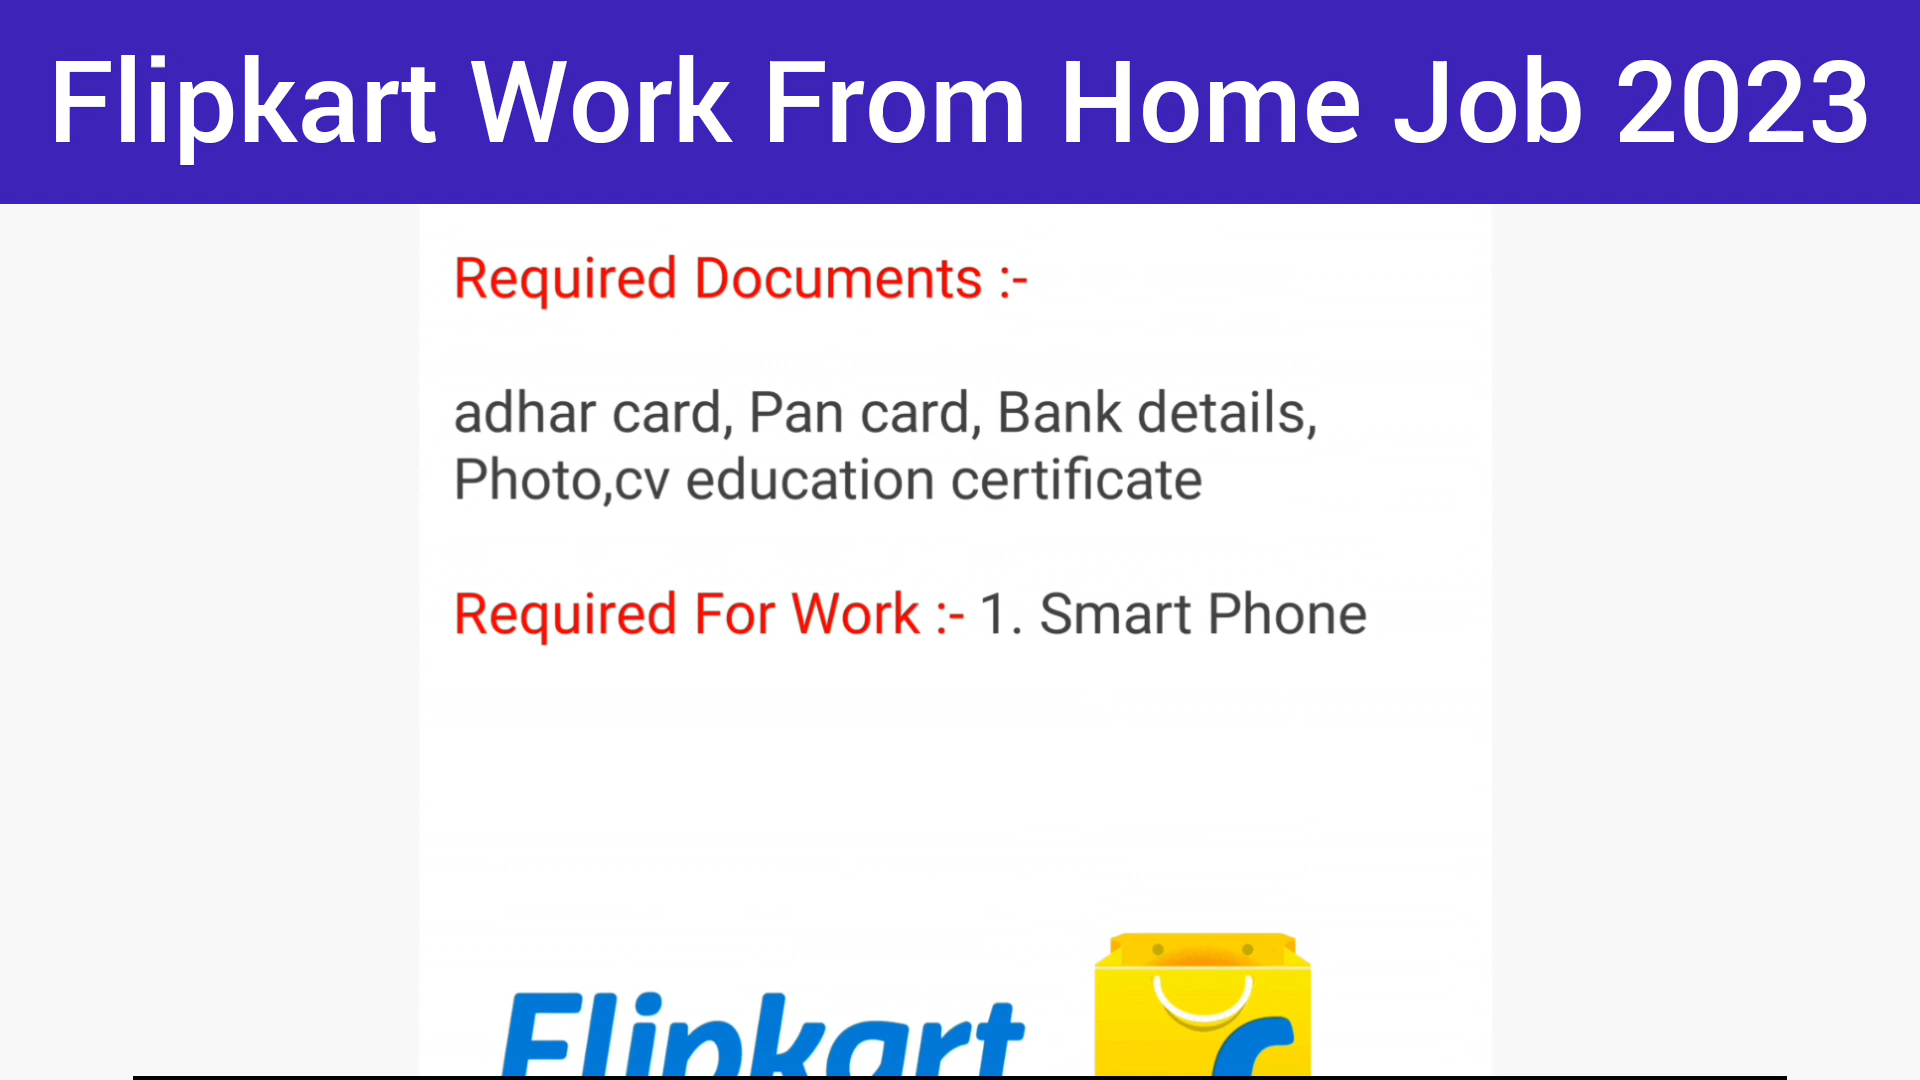 Flipkart Work From Home Job 2023
Required Documents :-
adhar card, Pan card, Bank details,
Photo,cv education certificate
Required For Work :- 1. Smart Phone
Flipkart